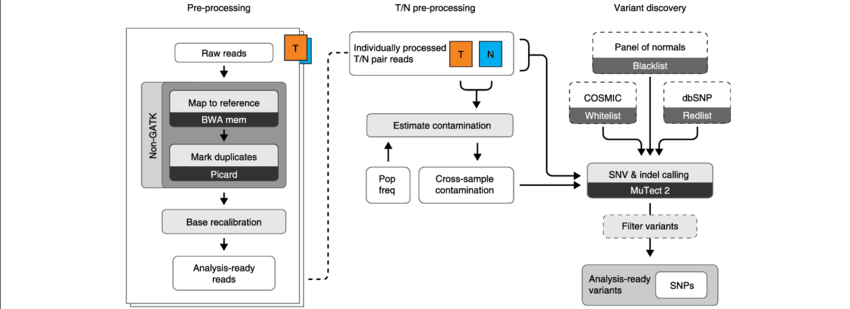 Pre-processing
Raw reads
T
Non-GATK
Map to reference
BWA mem
Mark duplicates
Picard
Base recalibration
Analysis-ready
reads
T/N pre-processing
Individually processed
T/N pair reads
T
N
Estimate contamination
Pop
freq
Cross-sample
contamination
Variant discovery
Panel of normals
Blacklist
COSMIC
Whitelist
dbSNP
Redlist
SNV & indel calling
MuTect 2
Filter variants
Analysis-ready
variants
SNPs